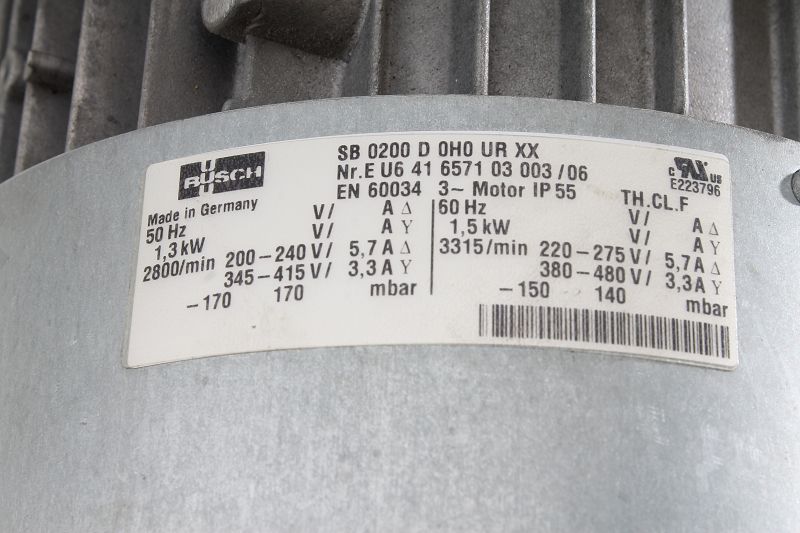 BUSCH
SB 0200 D 0H0 UR XX
Nr.E U6 41 6571 03 003 /06
EN 60034 3~ Motor IP 55 TH.CL.F
c UL US
E223796
Made in Germany
50 Hz V/ A Δ
1,3 kW V/ A Y
2800/min 200-240 V/ 5,7 A Δ
345-415 V/ 3,3 A Y
-170 170 mbar
60 Hz V/ A Δ
1,5 kW V/ A Y
3315/min 220-275 V/ 5,7 A Δ
380-480 V/ 3,3 A Y
-150 140 mbar